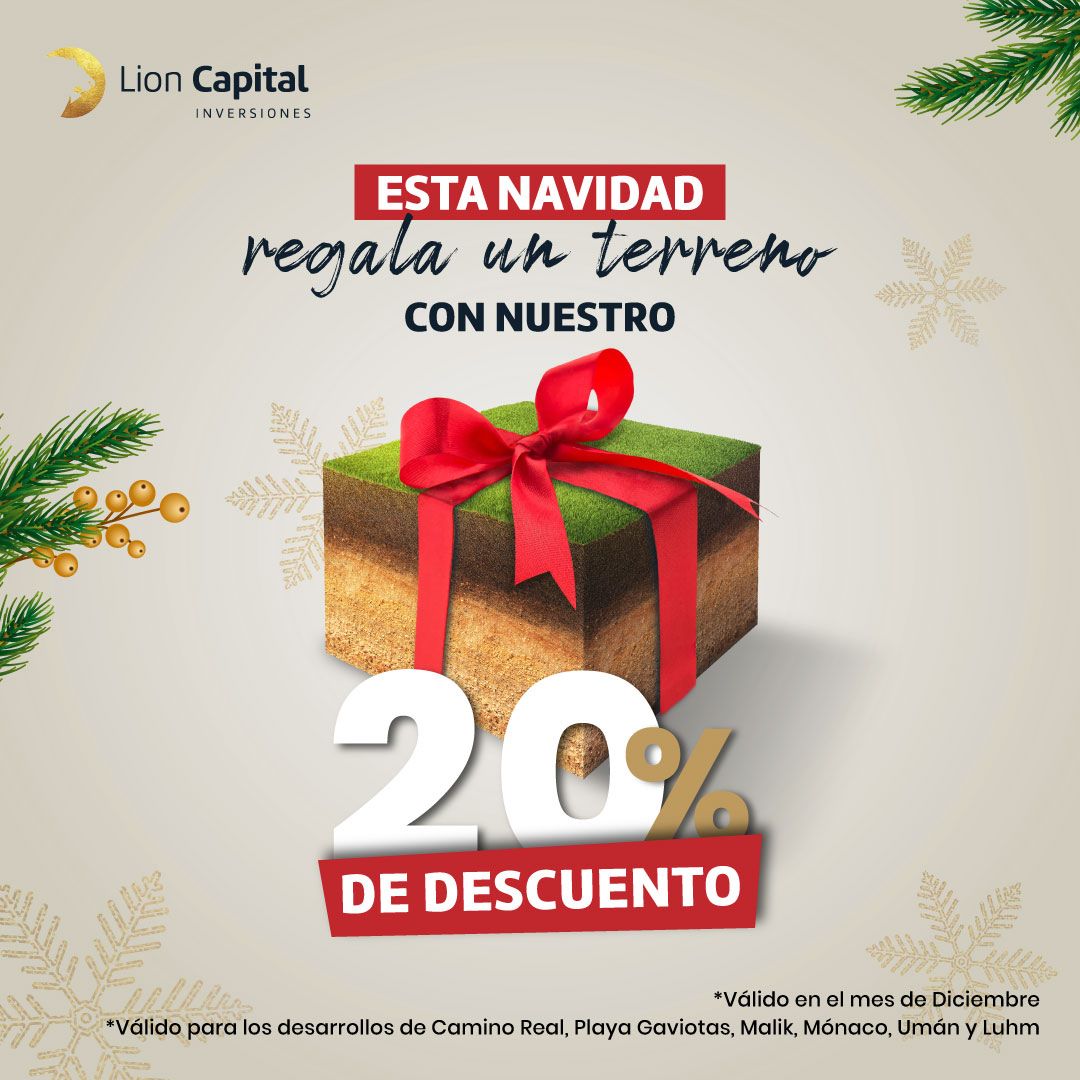 Lion Capital
INVERSIONES
ESTA NAVIDAD
regala un terreno
CON NUESTRO
20%
DE DESCUENTO
*Válido en el mes de Diciembre
*Válido para los desarrollos de Camino Real, Playa Gaviotas, Malik, Mónaco, Umán y Luhm